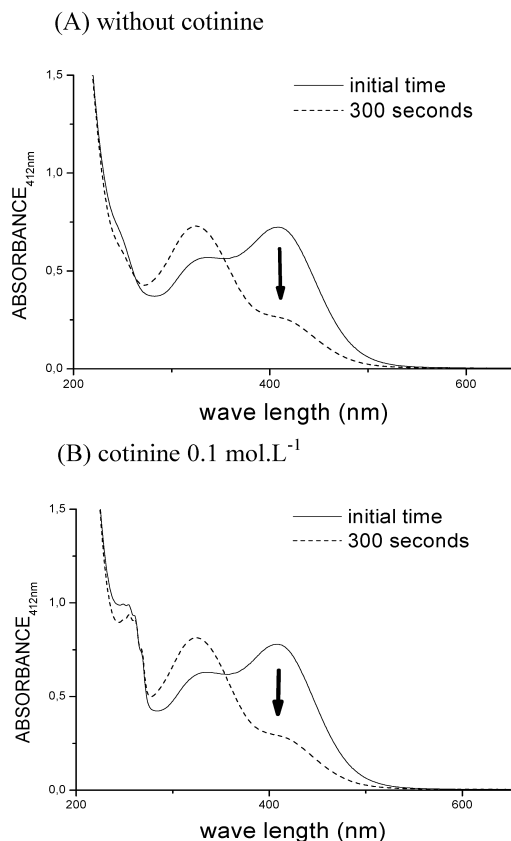 (A) without cotinine
initial time
300 seconds
ABSORBANCE412nm
1,5
1,0
0,5
0,0
200
400
600
wave length (nm)
(B) cotinine 0.1 mol.L-1
initial time
300 seconds
ABSORBANCE412nm
1,5
1,0
0,5
0,0
200
400
600
wave length (nm)